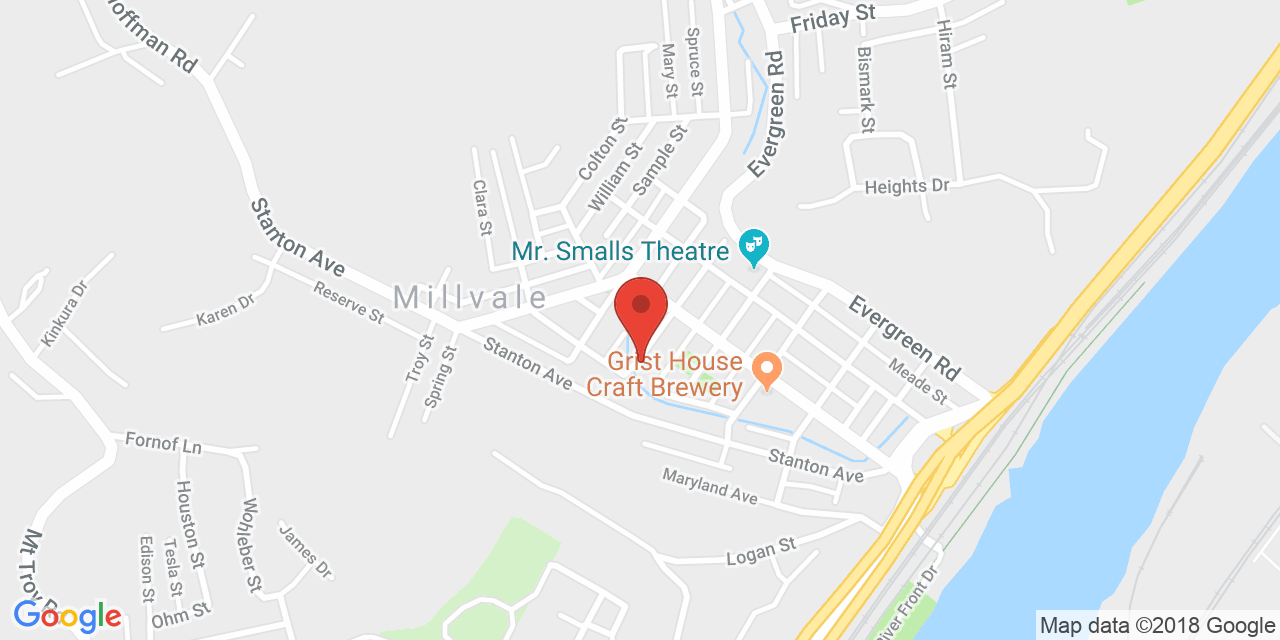 Hoffman Rd
Friday St
Spruce St
Mary St
Hiram St
Bismark St
Evergreen Rd
Colton St
William St
Sample St
Heights Dr
Clara St
Stanton Ave
Mr. Smalls Theatre
Kinkura Dr
Karen Dr
Reserve St
Millvale
Evergreen Rd
Troy St
Spring St
Stanton Ave
Grist House
Craft Brewery
Meade St
Fornof Ln
Stanton Ave
Maryland Ave
Houston St
Wohleber St
Mt Troy
Edison St
Tesla St
James Dr
Logan St
Ohm St
River Front Dr
Google
Map data ©2018 Google